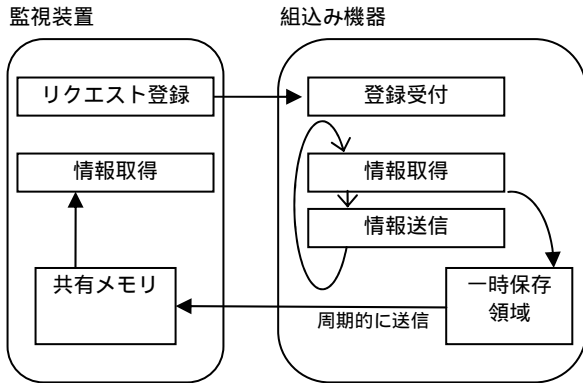 監視装置
組込み機器
リクエスト登録
登録受付
情報取得
情報取得
情報送信
共有メモリ
一時保存
領域
周期的に送信